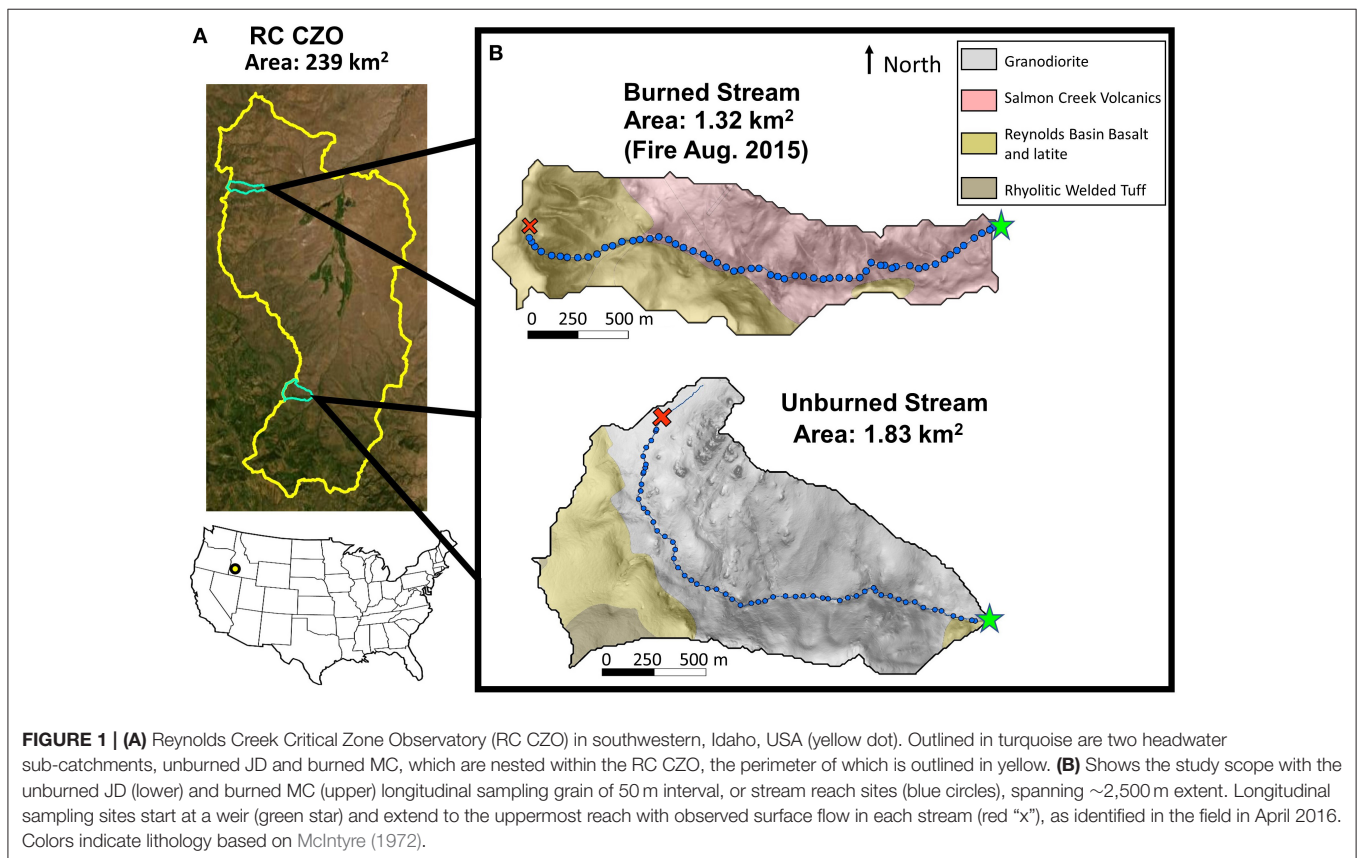 A
RC CZO
Area: 239 km²
B
North
Granodiorite
Salmon Creek Volcanics
Reynolds Basin Basalt
and latite
Rhyolitic Welded Tuff
Burned Stream
Area: 1.32 km²
(Fire Aug. 2015)
0 250 500 m
Unburned Stream
Area: 1.83 km²
0 250 500 m
FIGURE 1 | (A) Reynolds Creek Critical Zone Observatory (RC CZO) in southwestern, Idaho, USA (yellow dot). Outlined in turquoise are two headwater
sub-catchments, unburned JD and burned MC, which are nested within the RC CZO, the perimeter of which is outlined in yellow. (B) Shows the study scope with the
unburned JD (lower) and burned MC (upper) longitudinal sampling grain of 50 m interval, or stream reach sites (blue circles), spanning ∼2,500 m extent. Longitudinal
sampling sites start at a weir (green star) and extend to the uppermost reach with observed surface flow in each stream (red “x”), as identified in the field in April 2016.
Colors indicate lithology based on McIntyre (1972).